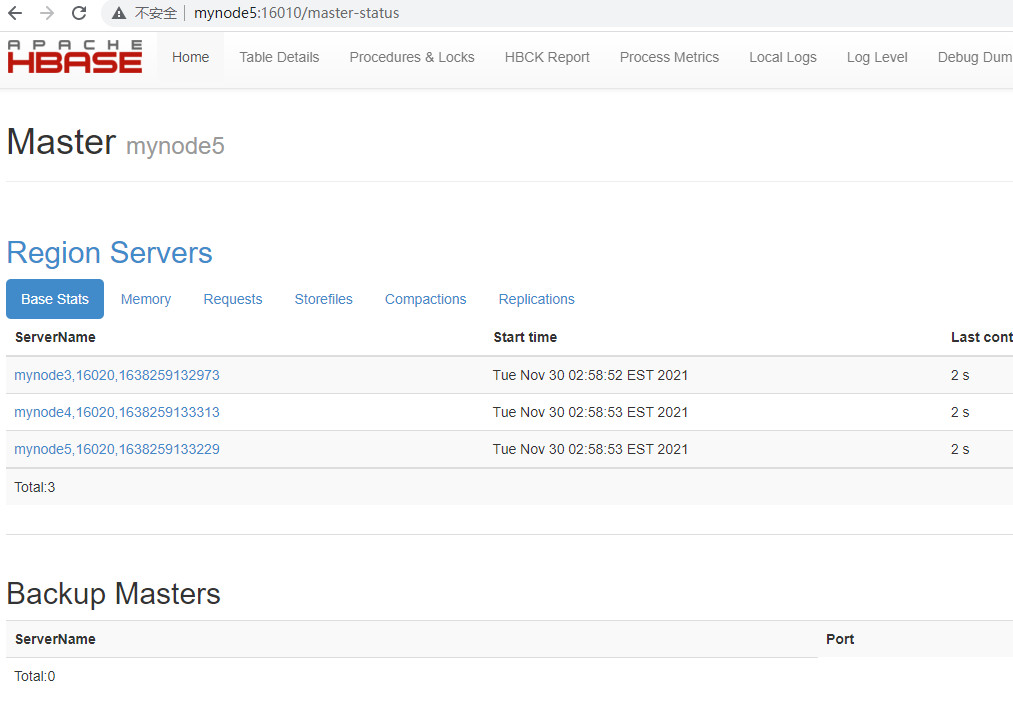 不安全 mynode5:16010/master-status
APACHE
HBASE
Home Table Details Procedures & Locks HBCK Report Process Metrics Local Logs Log Level Debug Dum
Master mynode5
Region Servers
Base Stats Memory Requests Storefiles Compactions Replications
ServerName Start time Last cont
mynode3,16020,1638259132973 Tue Nov 30 02:58:52 EST 2021 2 s
mynode4,16020,1638259133313 Tue Nov 30 02:58:53 EST 2021 2 s
mynode5,16020,1638259133229 Tue Nov 30 02:58:53 EST 2021 2 s
Total:3
Backup Masters
ServerName Port
Total:0